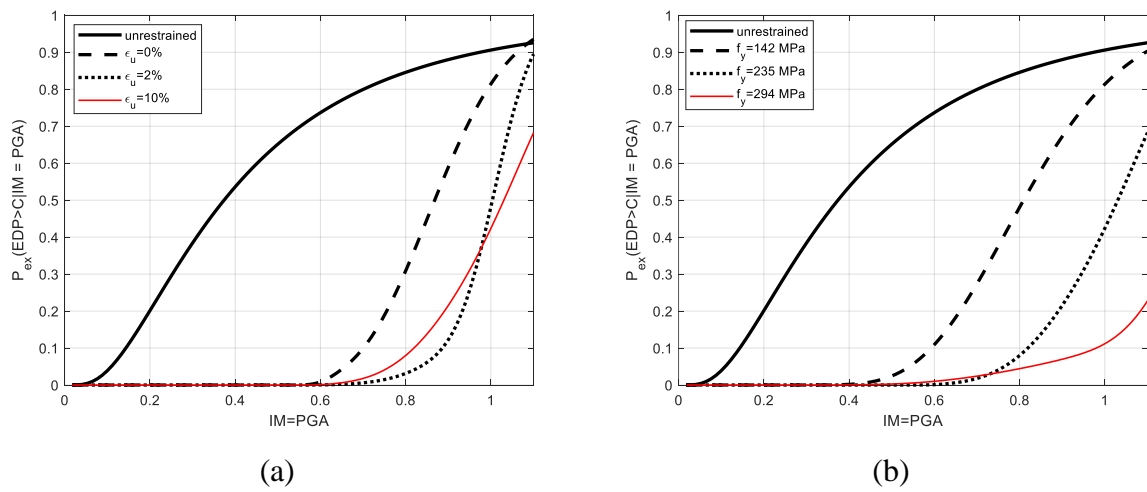 unrestrained
ϵ_u=0%
ϵ_u=2%
ϵ_u=10%
1
0.9
0.8
0.7
0.6
0.5
0.4
0.3
0.2
0.1
0
P_ex(EDP>C|IM = PGA)
0 0.2 0.4 0.6 0.8 1
IM=PGA
(a)
unrestrained
f_y=142 MPa
f_y=235 MPa
f_y=294 MPa
1
0.9
0.8
0.7
0.6
0.5
0.4
0.3
0.2
0.1
0
P_ex(EDP>C|IM = PGA)
0 0.2 0.4 0.6 0.8 1
IM=PGA
(b)